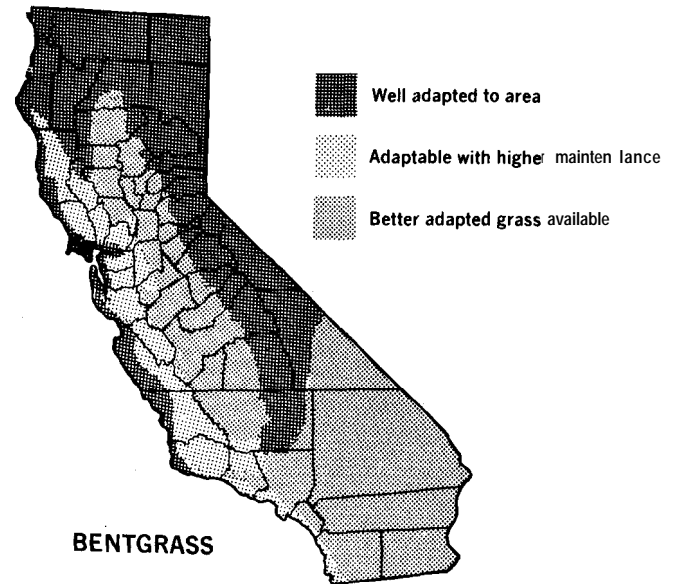 Well adapted to area
Adaptable with higher mainten lance
Better adapted grass available
BENTGRASS